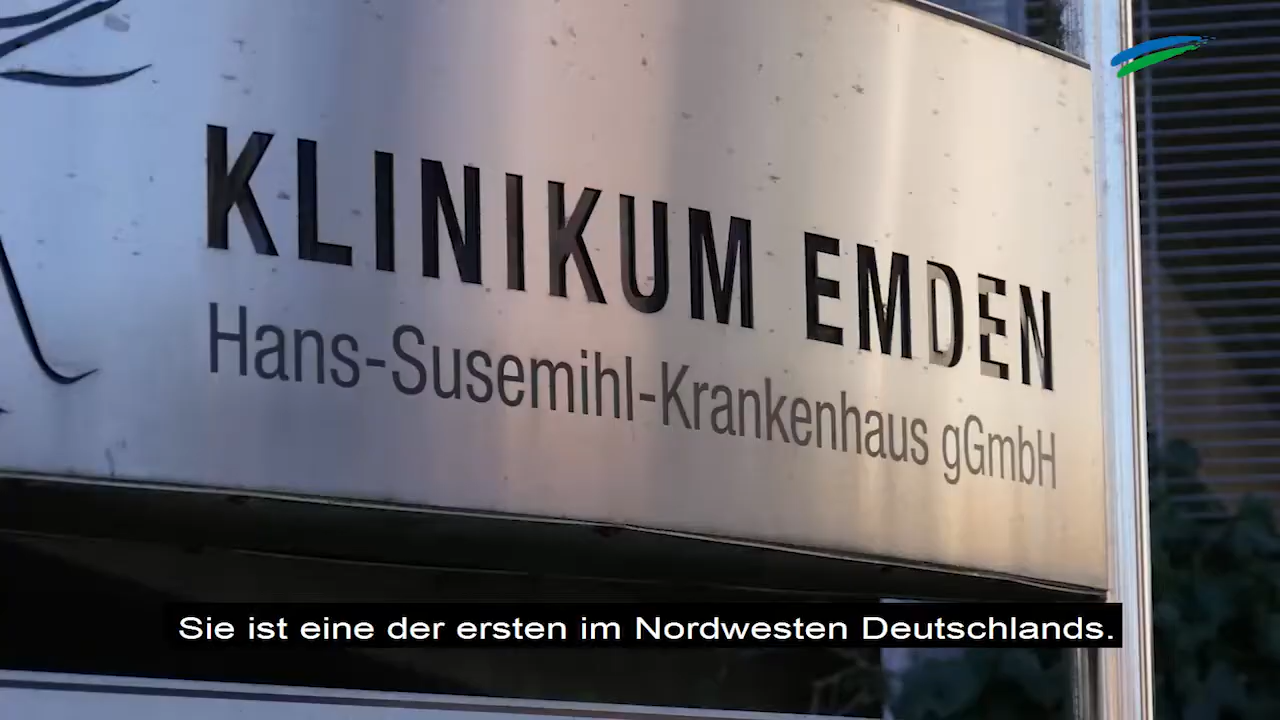 KLINIKUM EMDEN
Hans-Susemihl-Krankenhaus gGmbH
Sie ist eine der ersten im Nordwesten Deutschlands.